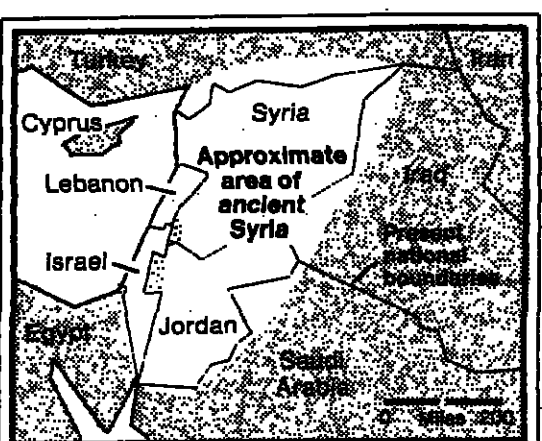 Turkey
Iran
Cyprus
Syria
Approximate
area of
ancient
Syria
Lebanon
Iraq
Israel
Present
national
boundaries
Egypt
Jordan
Saudi
Arabia
0 Miles 200